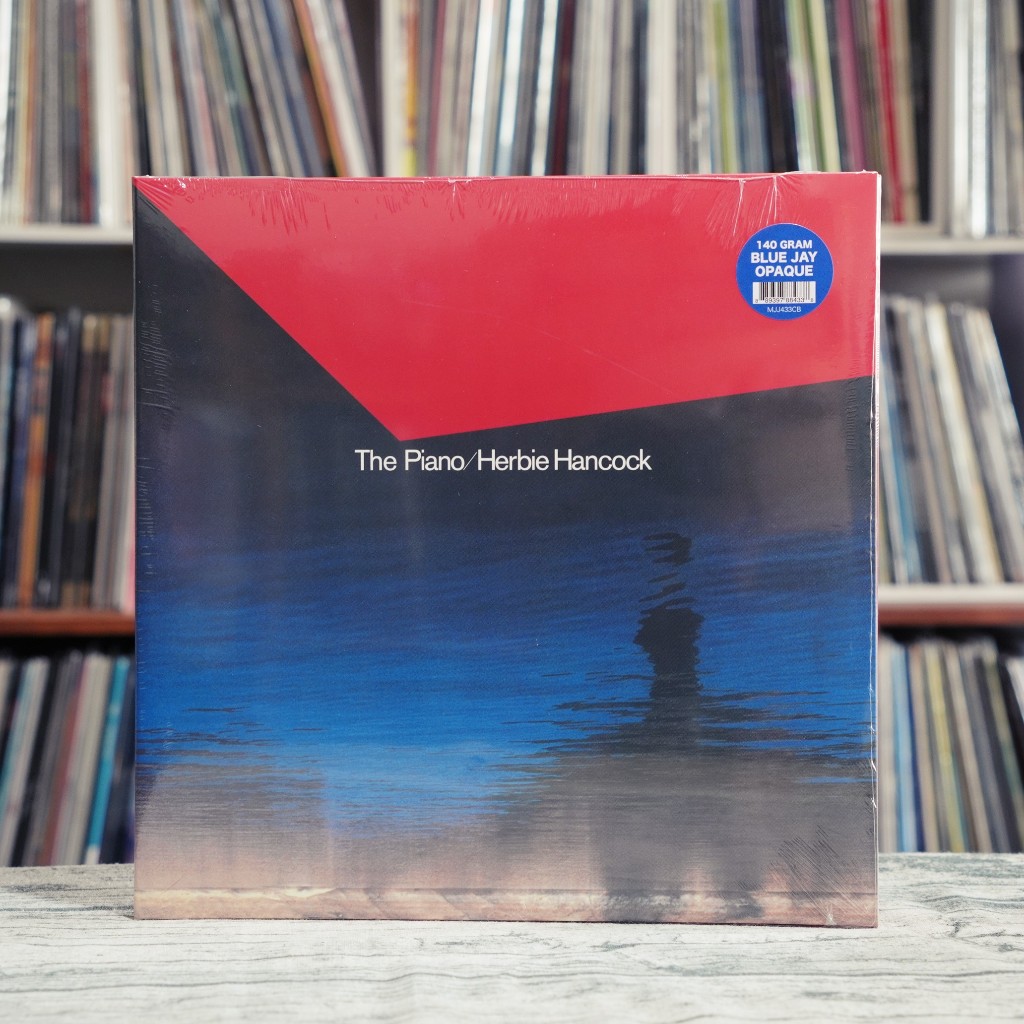 140 GRAM
BLUE JAY
OPAQUE
MJJ433CB
The Piano/Herbie Hancock